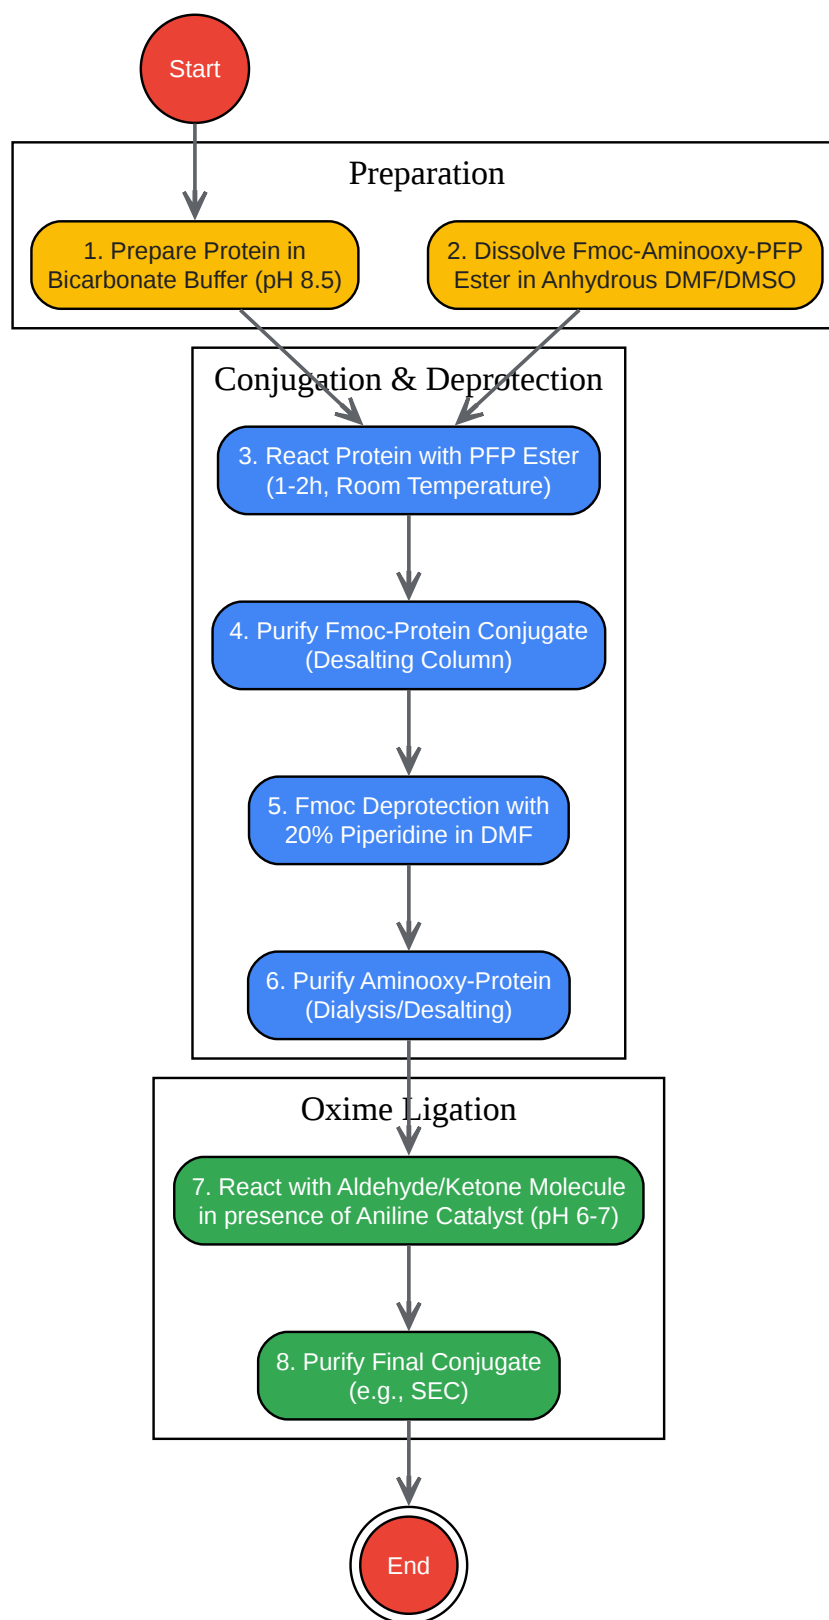 Start
Preparation
1. Prepare Protein in
Bicarbonate Buffer (pH 8.5)
2. Dissolve Fmoc-Aminooxy-PFP
Ester in Anhydrous DMF/DMSO
Conjugation & Deprotection
3. React Protein with PFP Ester
(1-2h, Room Temperature)
4. Purify Fmoc-Protein Conjugate
(Desalting Column)
5. Fmoc Deprotection with
20% Piperidine in DMF
6. Purify Aminooxy-Protein
(Dialysis/Desalting)
Oxime Ligation
7. React with Aldehyde/Ketone Molecule
in presence of Aniline Catalyst (pH 6-7)
8. Purify Final Conjugate
(e.g., SEC)
End